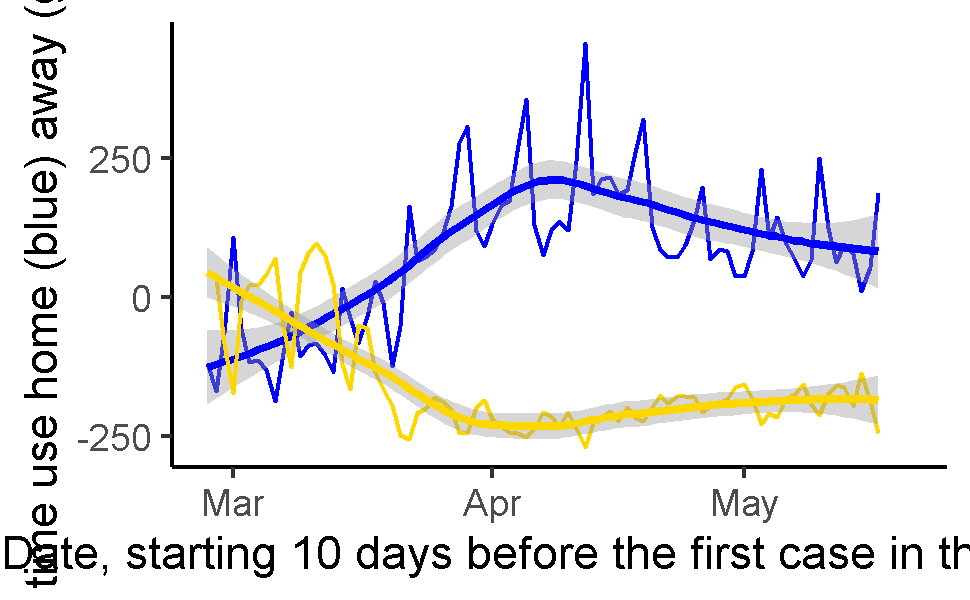 time use home (blue) away (
250
0
-250
Mar Apr May
Date, starting 10 days before the first case in th